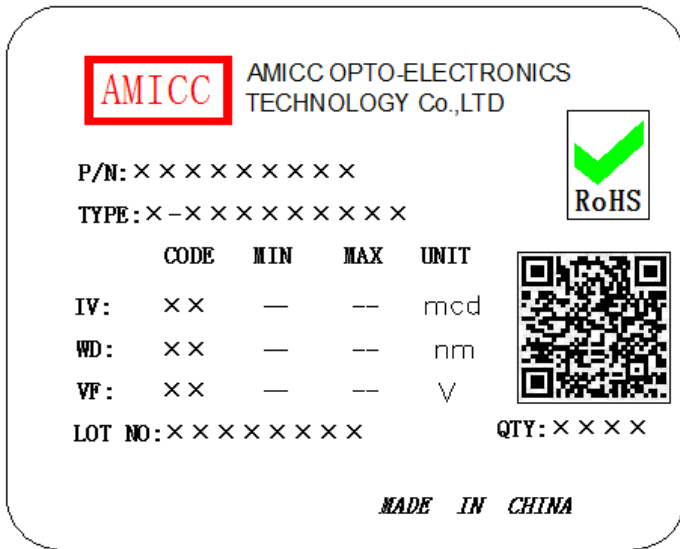 AMICC
AMICC OPTO-ELECTRONICS
TECHNOLOGY Co.,LTD
P/N:×××××××××
RoHS
TYPE:×-×××××××××
CODE MIN MAX UNIT
IV: ×× — -- mcd
WD: ×× — -- nm
VF: ×× — -- V
LOT NO:××××××××
QTY:××××
MADE IN CHINA